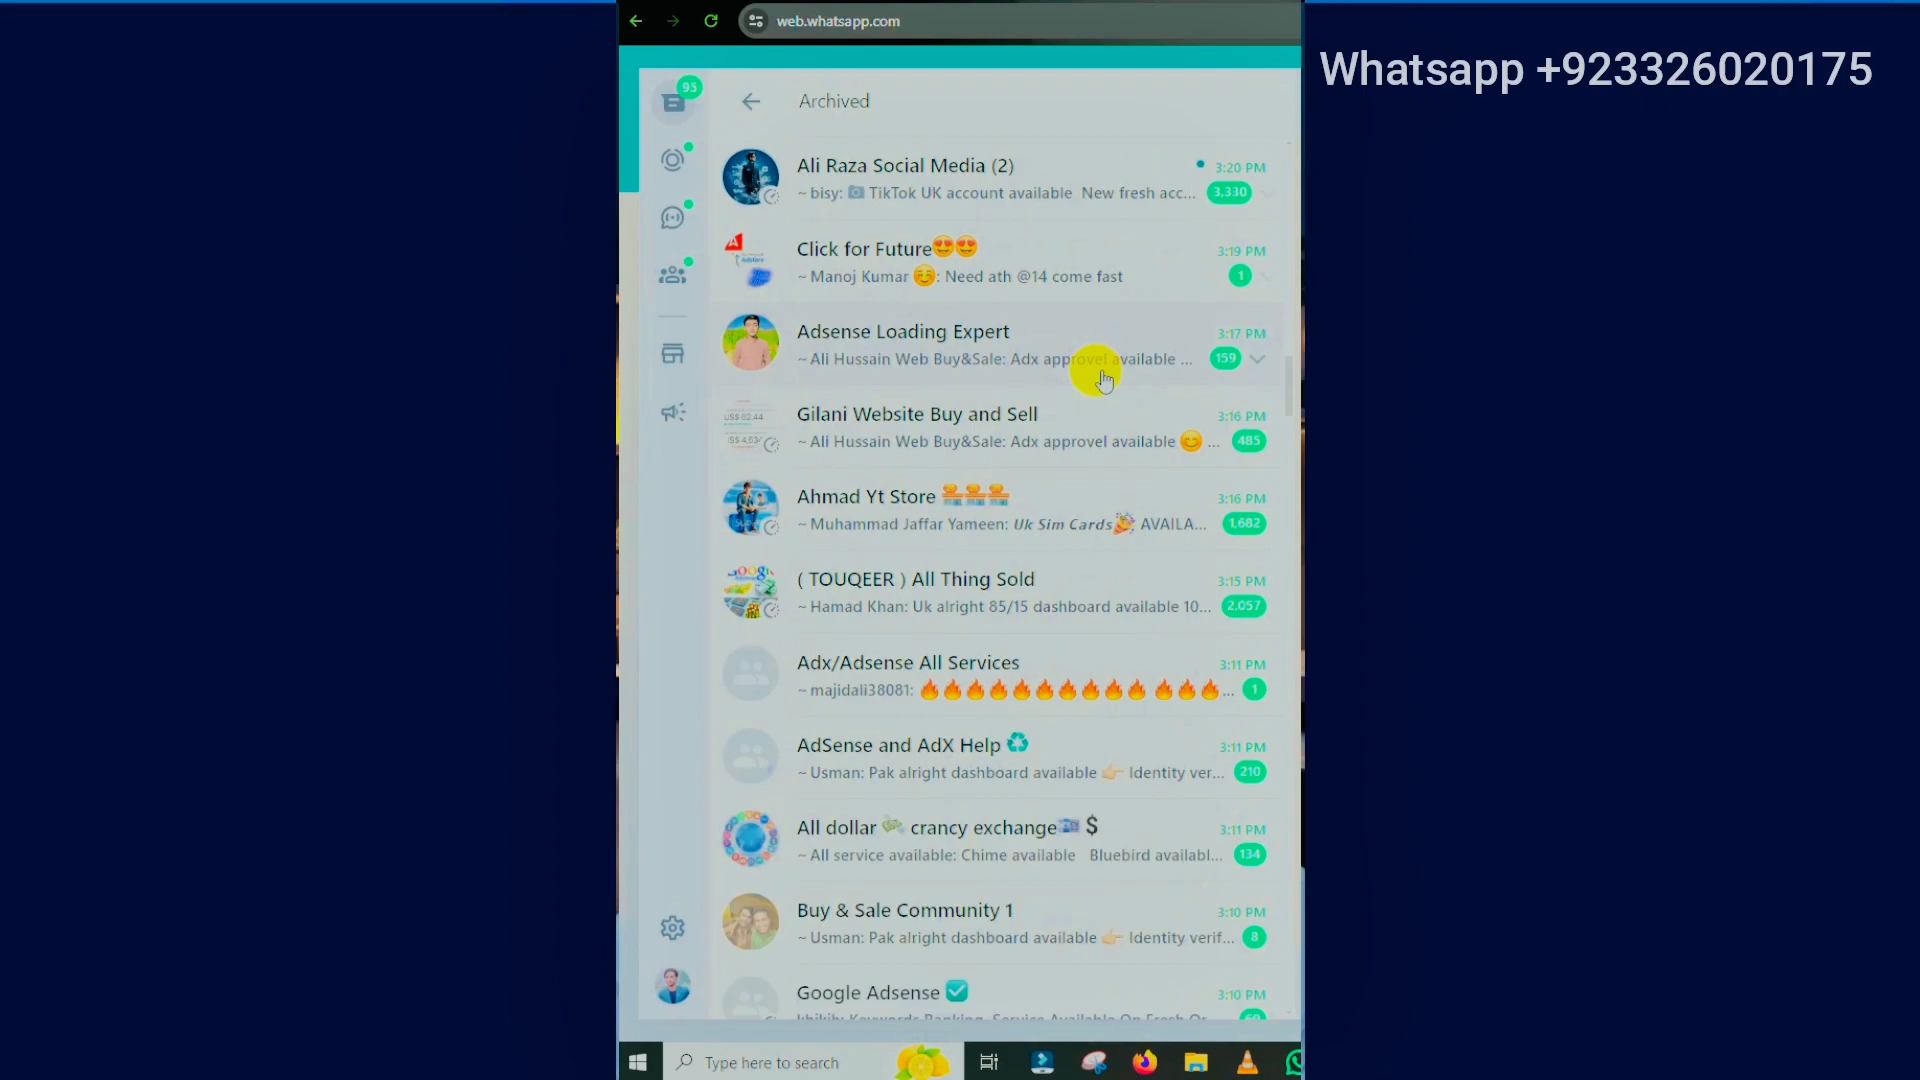 web.whatsapp.com
Whatsapp +923326020175
95
Archived
Ali Raza Social Media (2) 3:20 PM
~ bisy: 📷 TikTok UK account available New fresh acc... 3,330
Click for Future😍😍 3:19 PM
~ Manoj Kumar ☺️: Need ath @14 come fast 1
Adsense Loading Expert 3:17 PM
~ Ali Hussain Web Buy&Sale: Adx approvel available ... 159
Gilani Website Buy and Sell 3:16 PM
~ Ali Hussain Web Buy&Sale: Adx approvel available 😊 ... 485
Ahmad Yt Store 🏪🏪🏪 3:16 PM
~ Muhammad Jaffar Yameen: Uk Sim Cards🎉 AVAILA... 1,682
( TOUQEER ) All Thing Sold 3:15 PM
~ Hamad Khan: Uk alright 85/15 dashboard available 10... 2,057
Adx/Adsense All Services 3:11 PM
~ majidali38081: 🔥🔥🔥🔥🔥🔥🔥🔥🔥🔥 🔥🔥🔥... 1
AdSense and AdX Help ♻️ 3:11 PM
~ Usman: Pak alright dashboard available 👉🏻 Identity ver... 210
All dollar 💸 crancy exchange💵 $ 3:11 PM
~ All service available: Chime available Bluebird availabl... 134
Buy & Sale Community 1 3:10 PM
~ Usman: Pak alright dashboard available 👉🏻 Identity verif... 8
Google Adsense ☑️ 3:10 PM
Type here to search